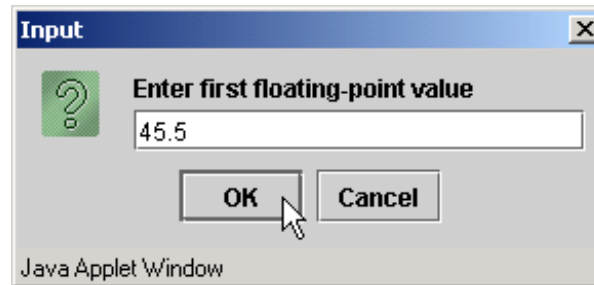 Input
Enter first floating-point value
45.5
OK Cancel
Java Applet Window